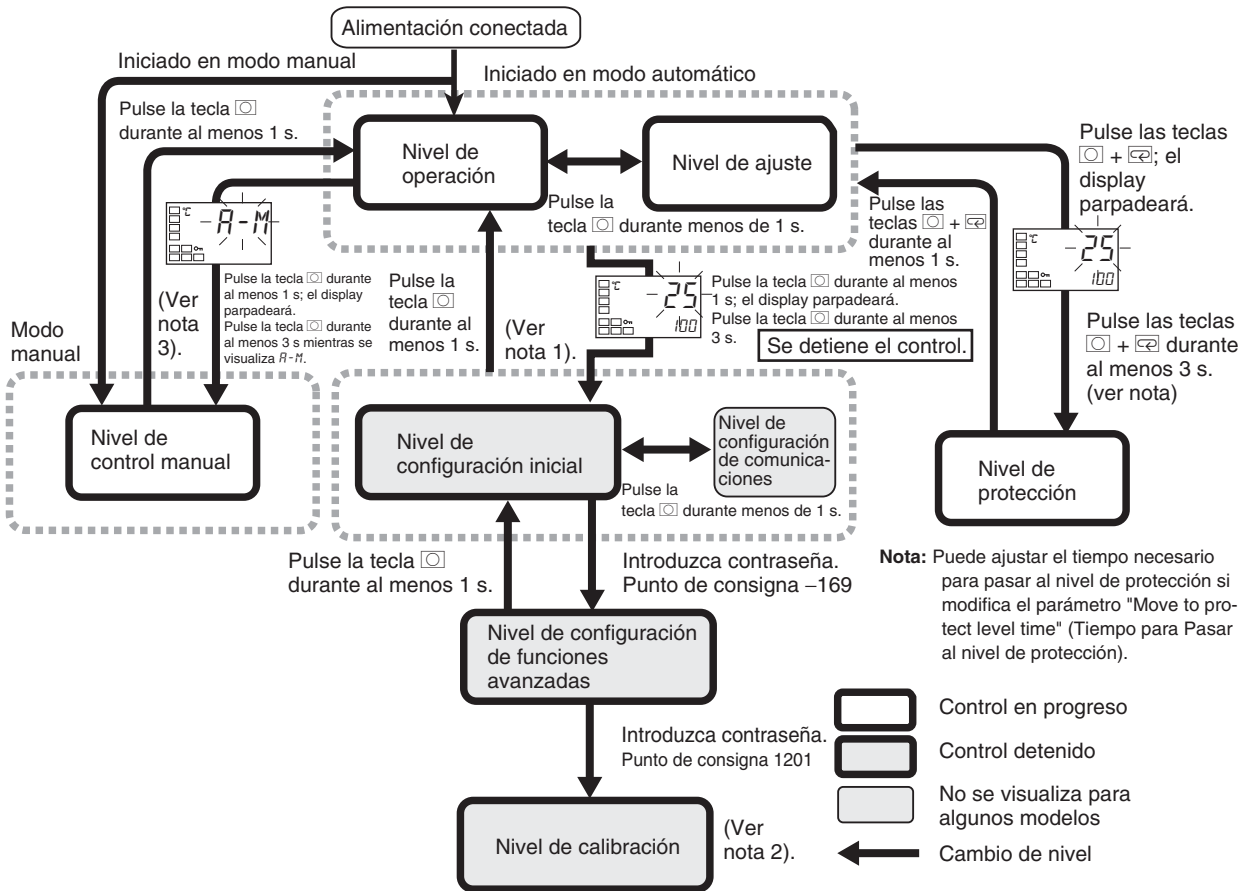 Alimentación conectada
Iniciado en modo manual
Iniciado en modo automático
Pulse la tecla
durante al menos 1 s.
Nivel de
operación
Nivel de ajuste
Pulse la
tecla durante menos de 1 s.
Pulse las teclas
+ ; el
display
parpadeará.
°C
25
100
Pulse las teclas
+ durante
al menos 3 s.
(ver nota)
Pulse las
teclas +
durante al
menos 1 s.
°C
A-M
(Ver
nota
3).
Pulse la tecla durante
al menos 1 s; el display
parpadeará.
Pulse la tecla durante
al menos 3 s mientras se
visualiza A-M.
Pulse la
tecla
durante al
menos 1 s.
(Ver
nota 1).
°C
25
100
Pulse la tecla durante al menos
1 s; el display parpadeará.
Pulse la tecla durante al menos
3 s.
Se detiene el control.
Modo
manual
Nivel de
control manual
Nivel de
configuración inicial
Nivel de
configuración
de comunica-
ciones
Pulse la
tecla durante menos de 1 s.
Nivel de
protección
Pulse la tecla
durante al menos 1 s.
Introduzca contraseña.
Punto de consigna –169
Nota: Puede ajustar el tiempo necesario
para pasar al nivel de protección si
modifica el parámetro "Move to pro-
tect level time" (Tiempo para Pasar
al nivel de protección).
Nivel de configuración
de funciones
avanzadas
Introduzca contraseña.
Punto de consigna 1201
Nivel de calibración
(Ver
nota 2).
Control en progreso
Control detenido
No se visualiza para
algunos modelos
Cambio de nivel